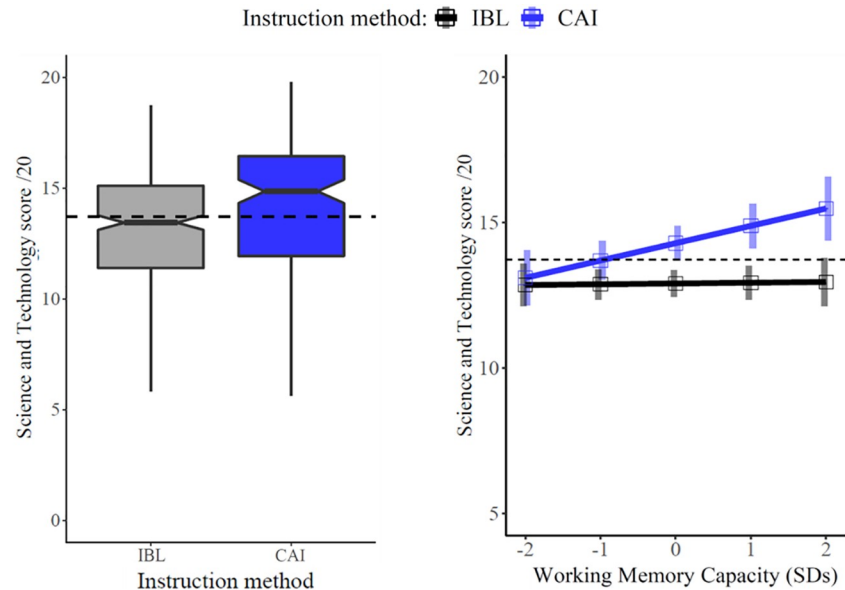 Instruction method: IBL CAI
Science and Technology score /20
20
15
10
5
0
IBL CAI
Instruction method
Science and Technology score /20
20
15
10
5
-2 -1 0 1 2
Working Memory Capacity (SDs)